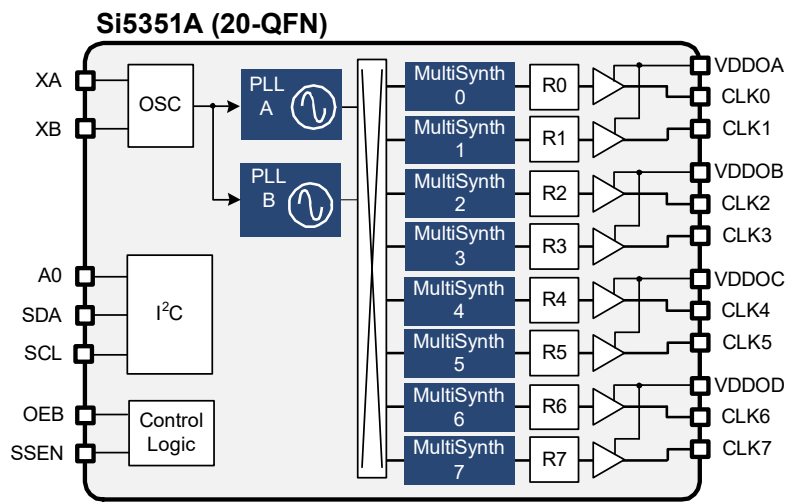 Si5351A (20-QFN)
XA
XB
OSC
PLL
A
PLL
B
A0
SDA
SCL
I²C
OEB
SSEN
Control
Logic
MultiSynth
0
R0
MultiSynth
1
R1
MultiSynth
2
R2
MultiSynth
3
R3
MultiSynth
4
R4
MultiSynth
5
R5
MultiSynth
6
R6
MultiSynth
7
R7
VDDOA
CLK0
CLK1
VDDOB
CLK2
CLK3
VDDOC
CLK4
CLK5
VDDOD
CLK6
CLK7